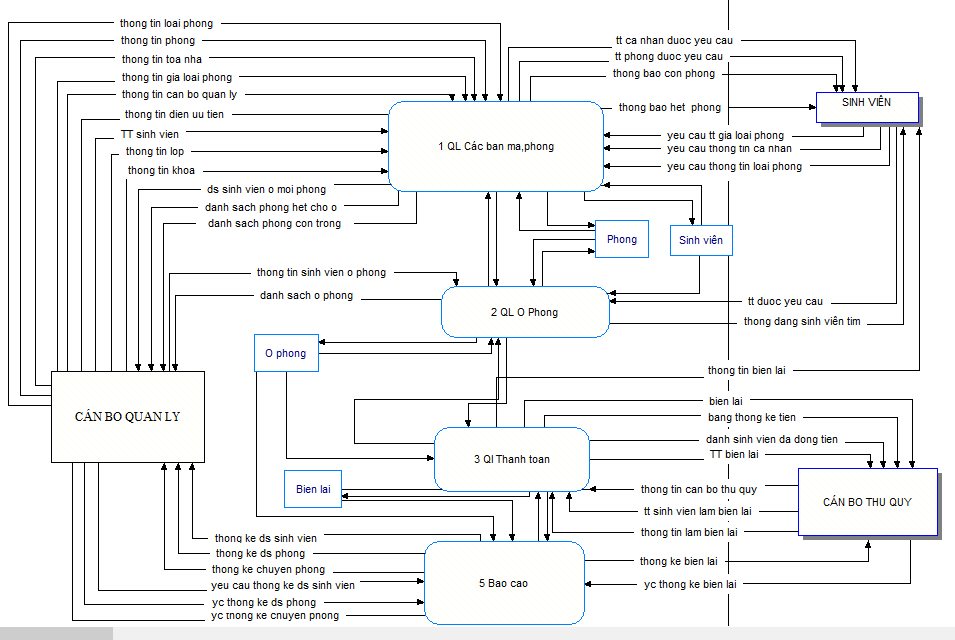 thong tin loai phong
thong tin phong
thong tin toa nha
thong tin gia loai phong
thong tin can bo quan ly
thong tin dien uu tien
TT sinh vien
thong tin lop
thong tin khoa
ds sinh vien o moi phong
danh sach phong het cho o
danh sach phong con trong
1 QL Các ban ma,phong
tt ca nhan duoc yeu cau
tt phong duoc yeu cau
thong bao con phong
thong bao het phong
SINH VIÊN
yeu cau tt gia loai phong
yeu cau thong tin ca nhan
yeu cau thong tin loai phong
Phong
Sinh viên
thong tin sinh vien o phong
danh sach o phong
2 QL O Phong
tt duoc yeu cau
thong dang sinh viên tim
O phong
thong tin bien lai
CÁN BO QUAN LY
bien lai
bang thong ke tien
danh sinh vien da dong tien
TT bien lai
3 Ql Thanh toan
Bien lai
thong tin can bo thu quy
tt sinh vien lam bien lai
thong tin lam bien lai
CÁN BO THU QUY
thong ke ds sinh vien
thong ke ds phong
thong ke chuyen phong
yeu cau thong ke ds sinh vien
yc thong ke ds phong
yc thong ke chuyen phong
5 Bao cao
thong ke bien lai
yc thong ke bien lai